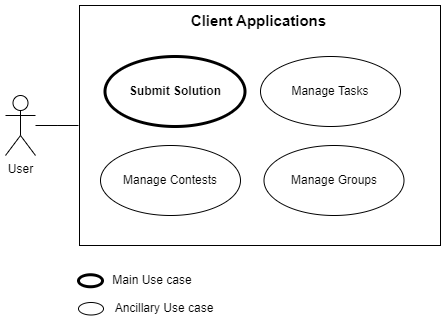 Client Applications
Submit Solution
Manage Tasks
User
Manage Contests
Manage Groups
Main Use case
Ancillary Use case